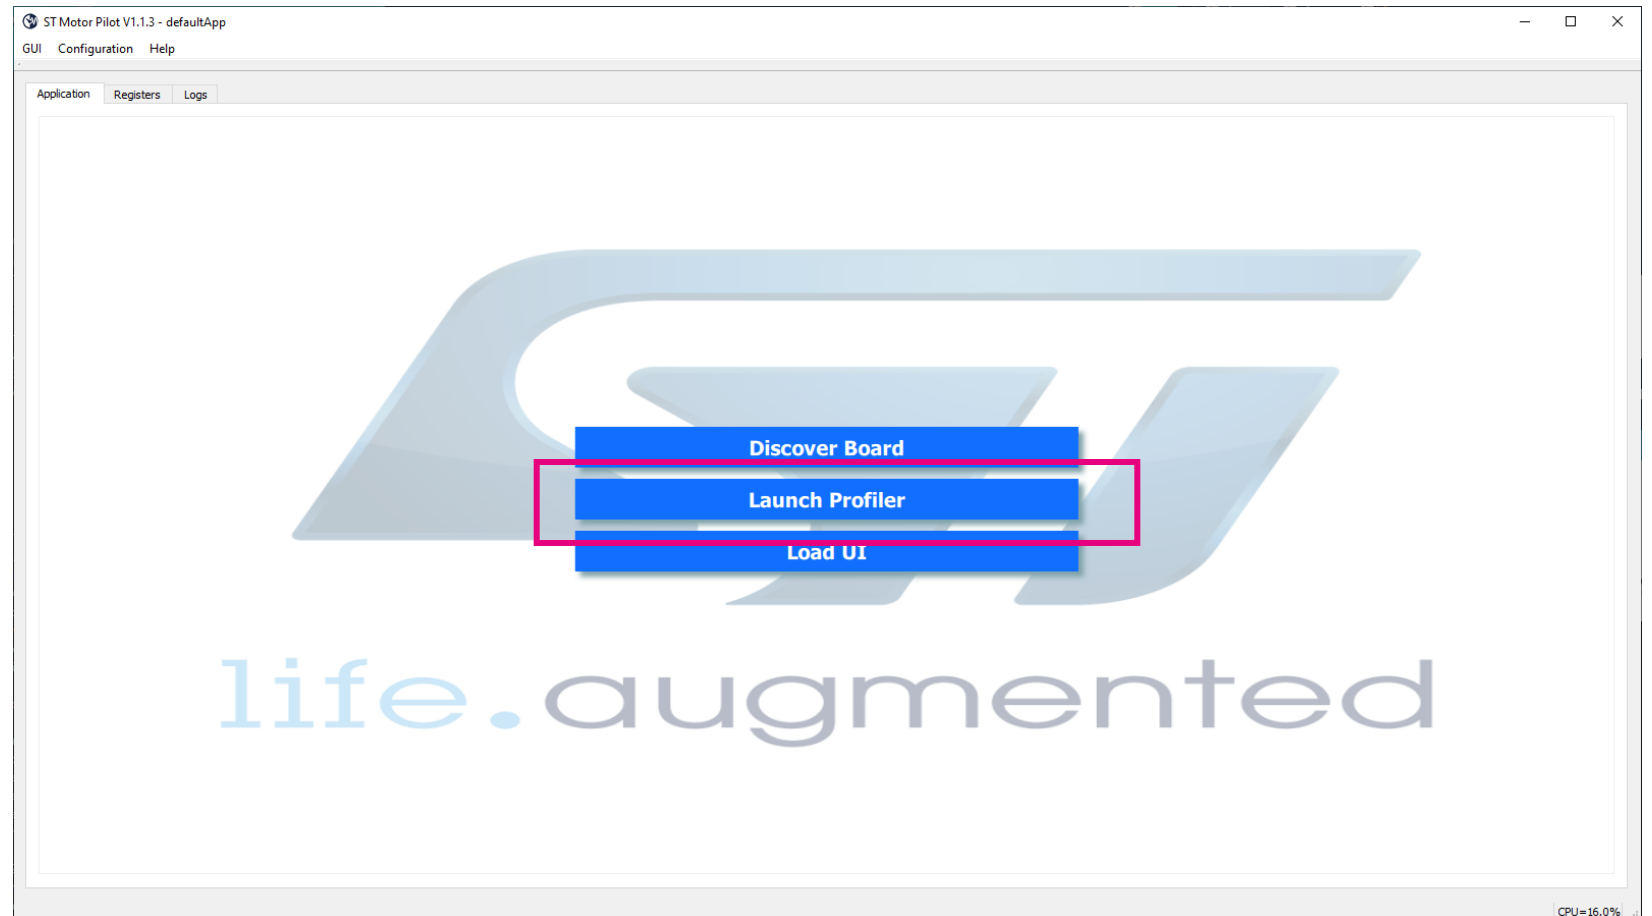 ST Motor Pilot V1.1.3 - defaultApp
GUI Configuration Help
Application Registers Logs
Discover Board
Launch Profiler
Load UI
life.augmented
CPU=16.0%